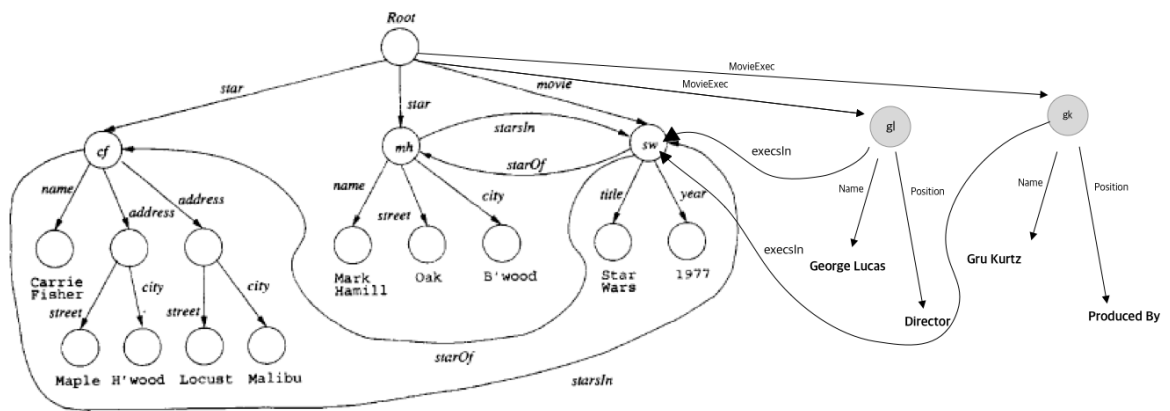 Root
MovieExec
MovieExec
star
star
movie
starsIn
starOf
execsIn
cf
mh
sw
gl
gk
name
address
address
name
street
city
title
year
Name
Position
Name
Position
Carrie
Fisher
Mark
Hamill
Oak
B'wood
Star
Wars
1977
execsIn
George Lucas
Gru Kurtz
street
city
street
city
Director
Produced By
Maple
H'wood
Locust
Malibu
starOf
starsIn